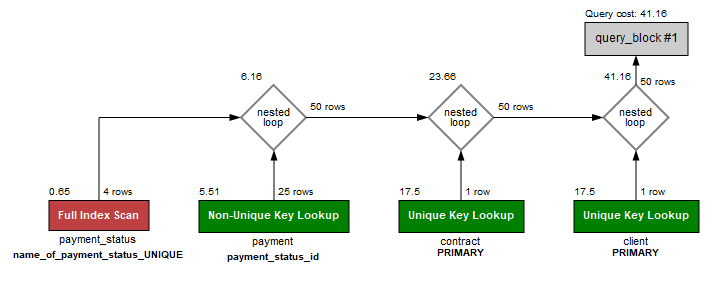 Query cost: 41.16
query_block #1
6.16
23.66
41.16
50 rows
nested
loop
50 rows
nested
loop
50 rows
nested
loop
0.65
4 rows
5.51
25 rows
17.5
1 row
17.5
1 row
Full Index Scan
Non-Unique Key Lookup
Unique Key Lookup
Unique Key Lookup
payment_status
name_of_payment_status_UNIQUE
payment
payment_status_id
contract
PRIMARY
client
PRIMARY